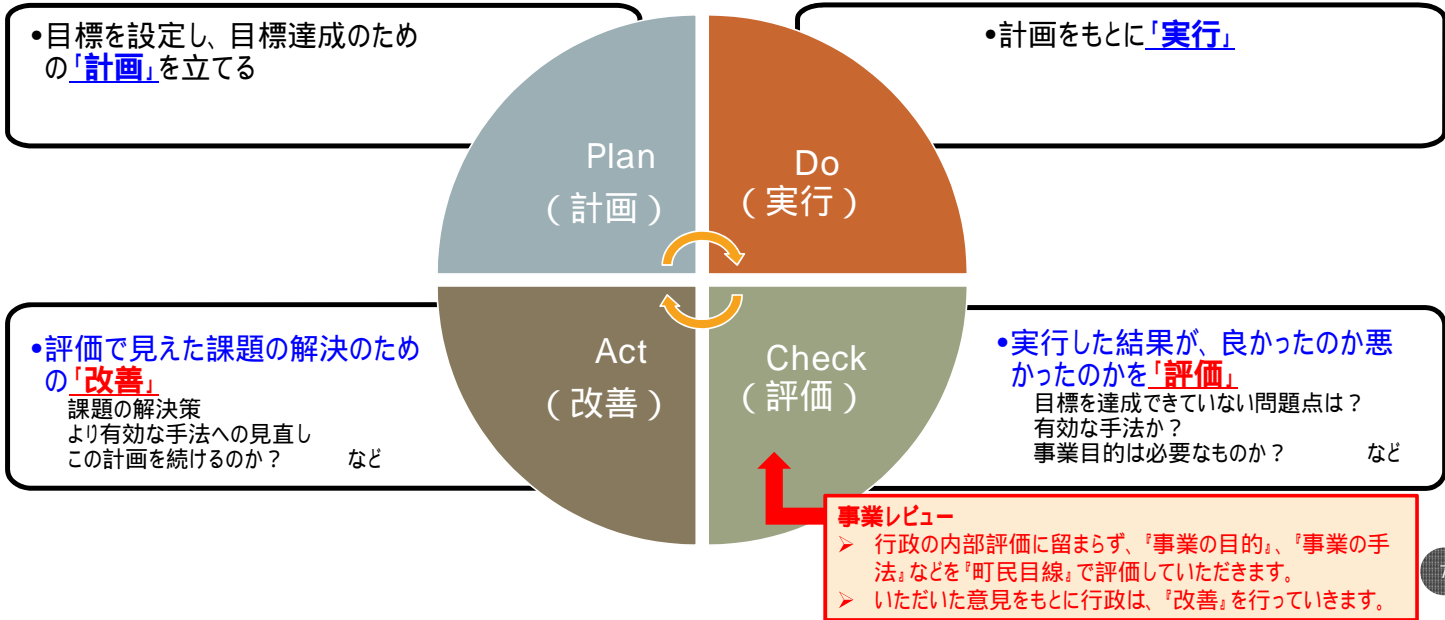 •目標を設定し、目標達成のため
の「計画」を立てる
•計画をもとに「実行」
Plan
（計画）
Do
（実行）
•評価で見えた課題の解決のため
の「改善」
課題の解決策
より有効な手法への見直し
この計画を続けるのか？　　など
Act
（改善）
Check
（評価）
•実行した結果が、良かったのか悪
かったのかを「評価」
目標を達成できていない問題点は？
有効な手法か？
事業目的は必要なものか？　　など
事業レビュー
➢ 行政の内部評価に留まらず、『事業の目的』、『事業の手
法』などを『町民目線』で評価していただきます。
➢ いただいた意見をもとに行政は、『改善』を行っていきます。
7